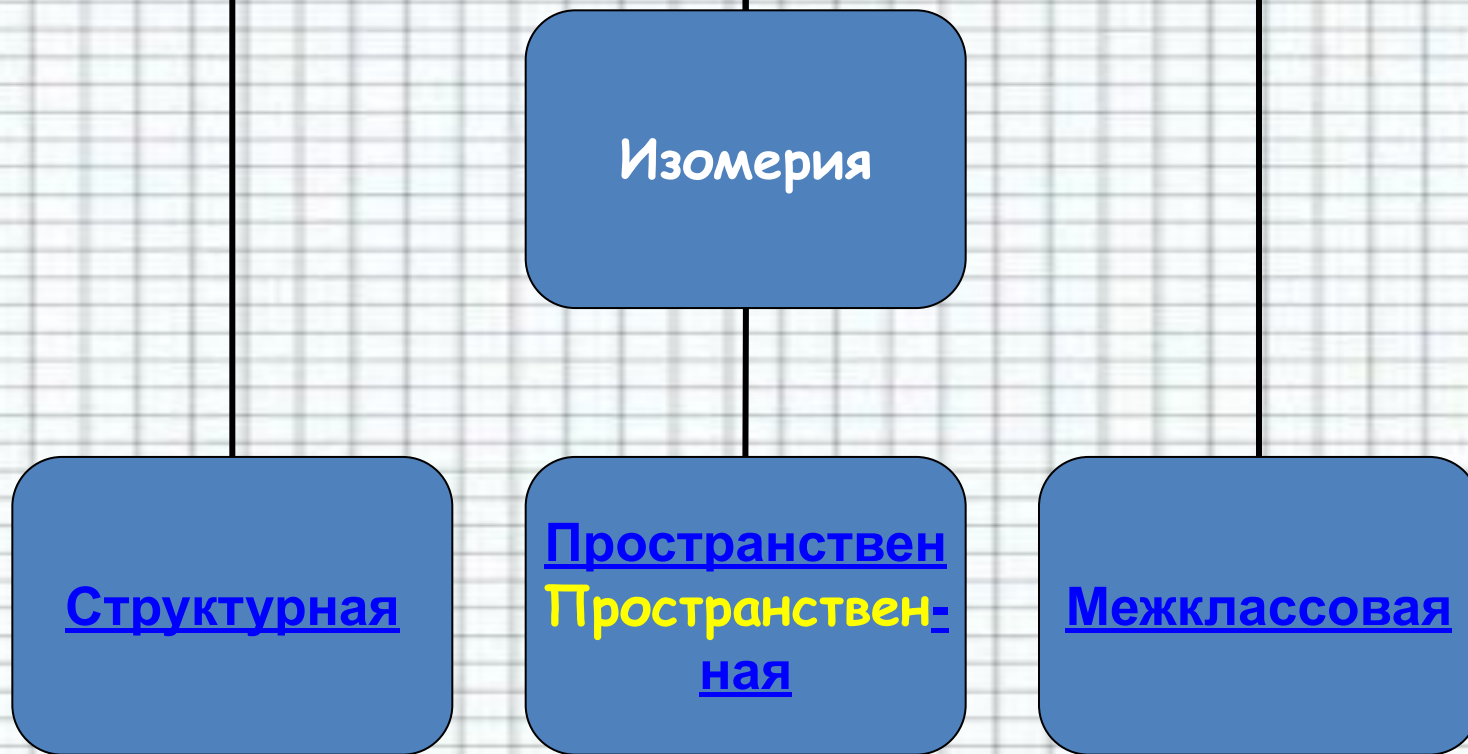 Изомерия
Структурная
Пространствен
Пространствен-
ная
Межклассовая